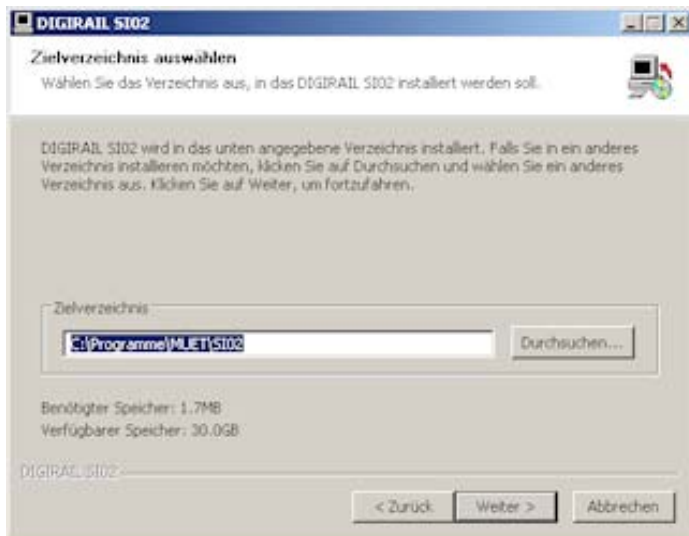 DIGIRAIL SI02
Zielverzeichnis auswählen
Wählen Sie das Verzeichnis aus, in das DIGIRAIL SI02 installiert werden soll.
DIGIRAIL SI02 wird in das unten angegebene Verzeichnis installiert. Falls Sie in ein anderes
Verzeichnis installieren möchten, klicken Sie auf Durchsuchen und wählen Sie ein anderes
Verzeichnis aus. Klicken Sie auf Weiter, um fortzufahren.
Zielverzeichnis
C:\Programme\MUET\SI02
Durchsuchen...
Benötigter Speicher: 1.7MB
Verfügbarer Speicher: 30.0GB
DIGIRAIL SI02
< Zurück
Weiter >
Abbrechen